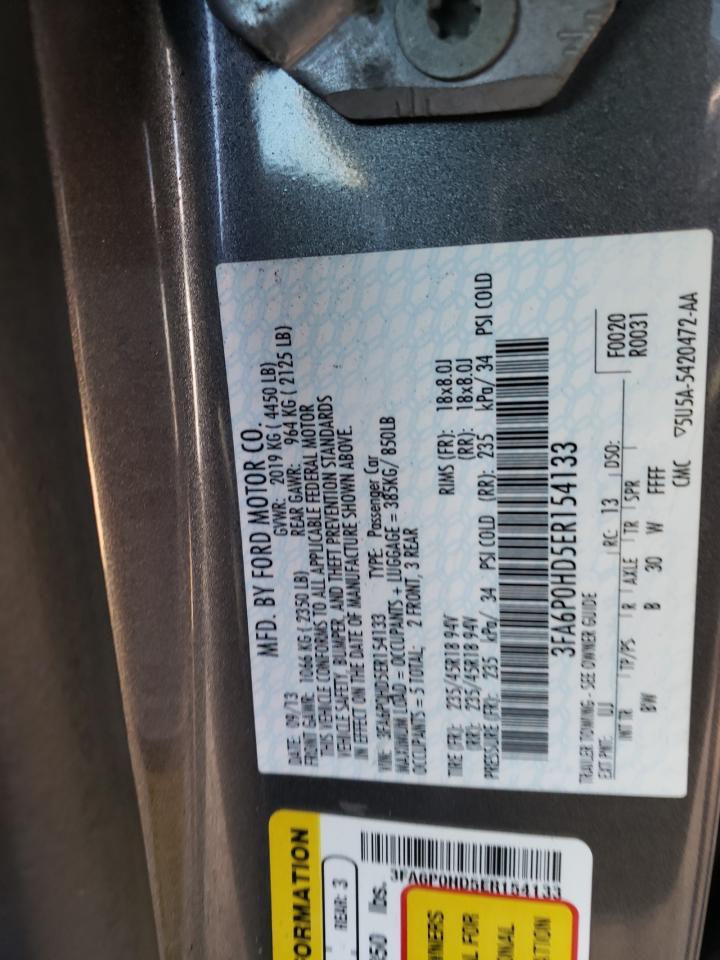 MFD. BY FORD MOTOR CO.
DATE: 09/13 GVWR: 2019 KG ( 4450 LB)
FRONT GAWR: 1066 KG ( 2350 LB) REAR GAWR: 964 KG ( 2125 LB)
THIS VEHICLE CONFORMS TO ALL APPLICABLE FEDERAL MOTOR
VEHICLE SAFETY, BUMPER, AND THEFT PREVENTION STANDARDS
IN EFFECT ON THE DATE OF MANUFACTURE SHOWN ABOVE.
VIN: 3FA6P0HD5ER154133 TYPE: Passenger Car
MAXIMUM LOAD = OCCUPANTS + LUGGAGE = 385KG/ 850LB
OCCUPANTS = 5 TOTAL: 2 FRONT, 3 REAR
TIRE (FR): 235/45R18 94V RIMS (FR): 18x8.0J
(RR): 235/45R18 94V (RR): 18x8.0J
PRESSURE (FR): 235 kPa/ 34 PSI COLD (RR): 235 kPa/ 34 PSI COLD
3FA6P0HD5ER154133
TRAILER TOWING - SEE OWNER GUIDE
F0020
EXT PNT: UJ RC: 13 DSO: R0031
INT TR TP/PS R AXLE TR SPR
BW B 30 W FFFF
CMC ▽5U5A-5420472-AA
FORMATION
REAR: 3
850 lbs.
3FA6P0HD5ER154133
WNERS
L FOR
ONAL
TION